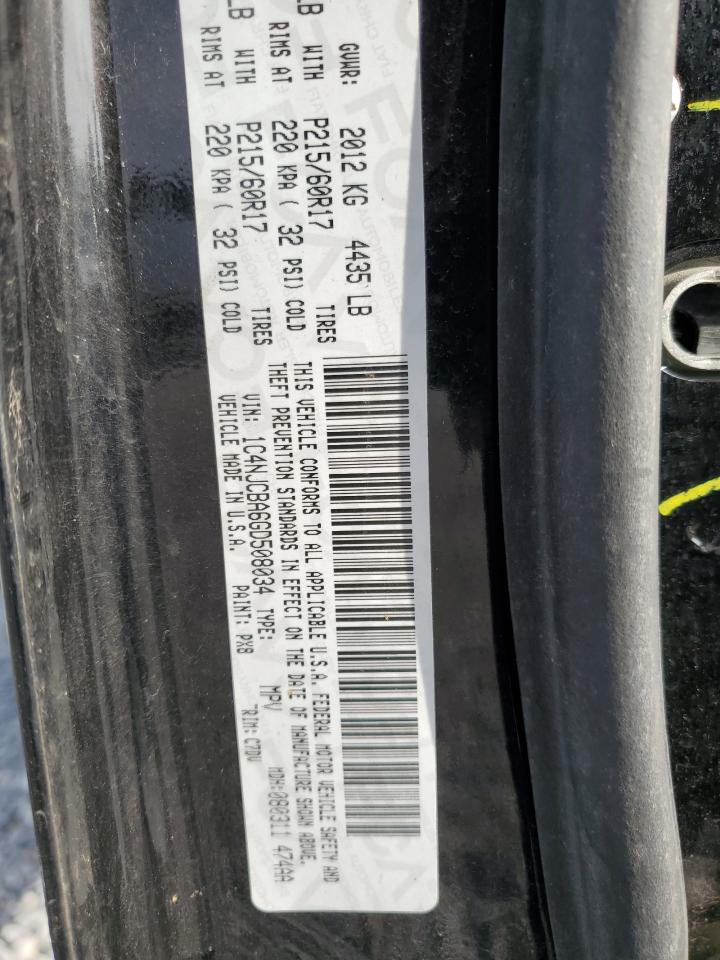 GVWR: 2012 KG 4435 LB
LB WITH P215/60R17 TIRES
RIMS AT 220 KPA ( 32 PSI) COLD
LB WITH P215/60R17 TIRES
RIMS AT 220 KPA ( 32 PSI) COLD
THIS VEHICLE CONFORMS TO ALL APPLICABLE U.S.A. FEDERAL MOTOR VEHICLE SAFETY AND
THEFT PREVENTION STANDARDS IN EFFECT ON THE DATE OF MANUFACTURE SHOWN ABOVE.
VIN: 1C4NJCBA6GD508034 TYPE: MPV MDH:080311 474AA
VEHICLE MADE IN U.S.A. PAINT: PX8 TRIM: C7DV